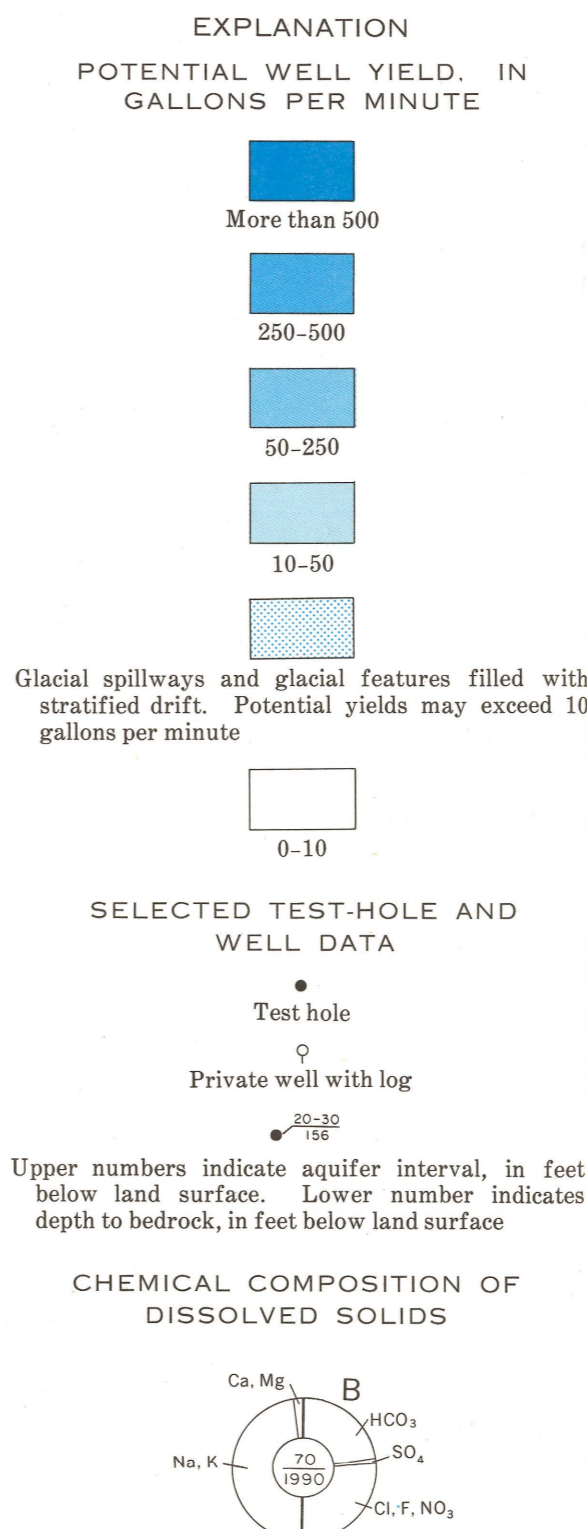 EXPLANATION
POTENTIAL WELL YIELD, IN
GALLONS PER MINUTE
More than 500
250-500
50-250
10-50
Glacial spillways and glacial features filled with
stratified drift. Potential yields may exceed 10
gallons per minute
0-10
SELECTED TEST-HOLE AND
WELL DATA
Test hole
Private well with log
20-30
156
Upper numbers indicate aquifer interval, in feet
below land surface. Lower number indicates
depth to bedrock, in feet below land surface
CHEMICAL COMPOSITION OF
DISSOLVED SOLIDS
Ca, Mg
B
HCO₃
Na, K
70
1990
SO₄
Cl, F, NO₃